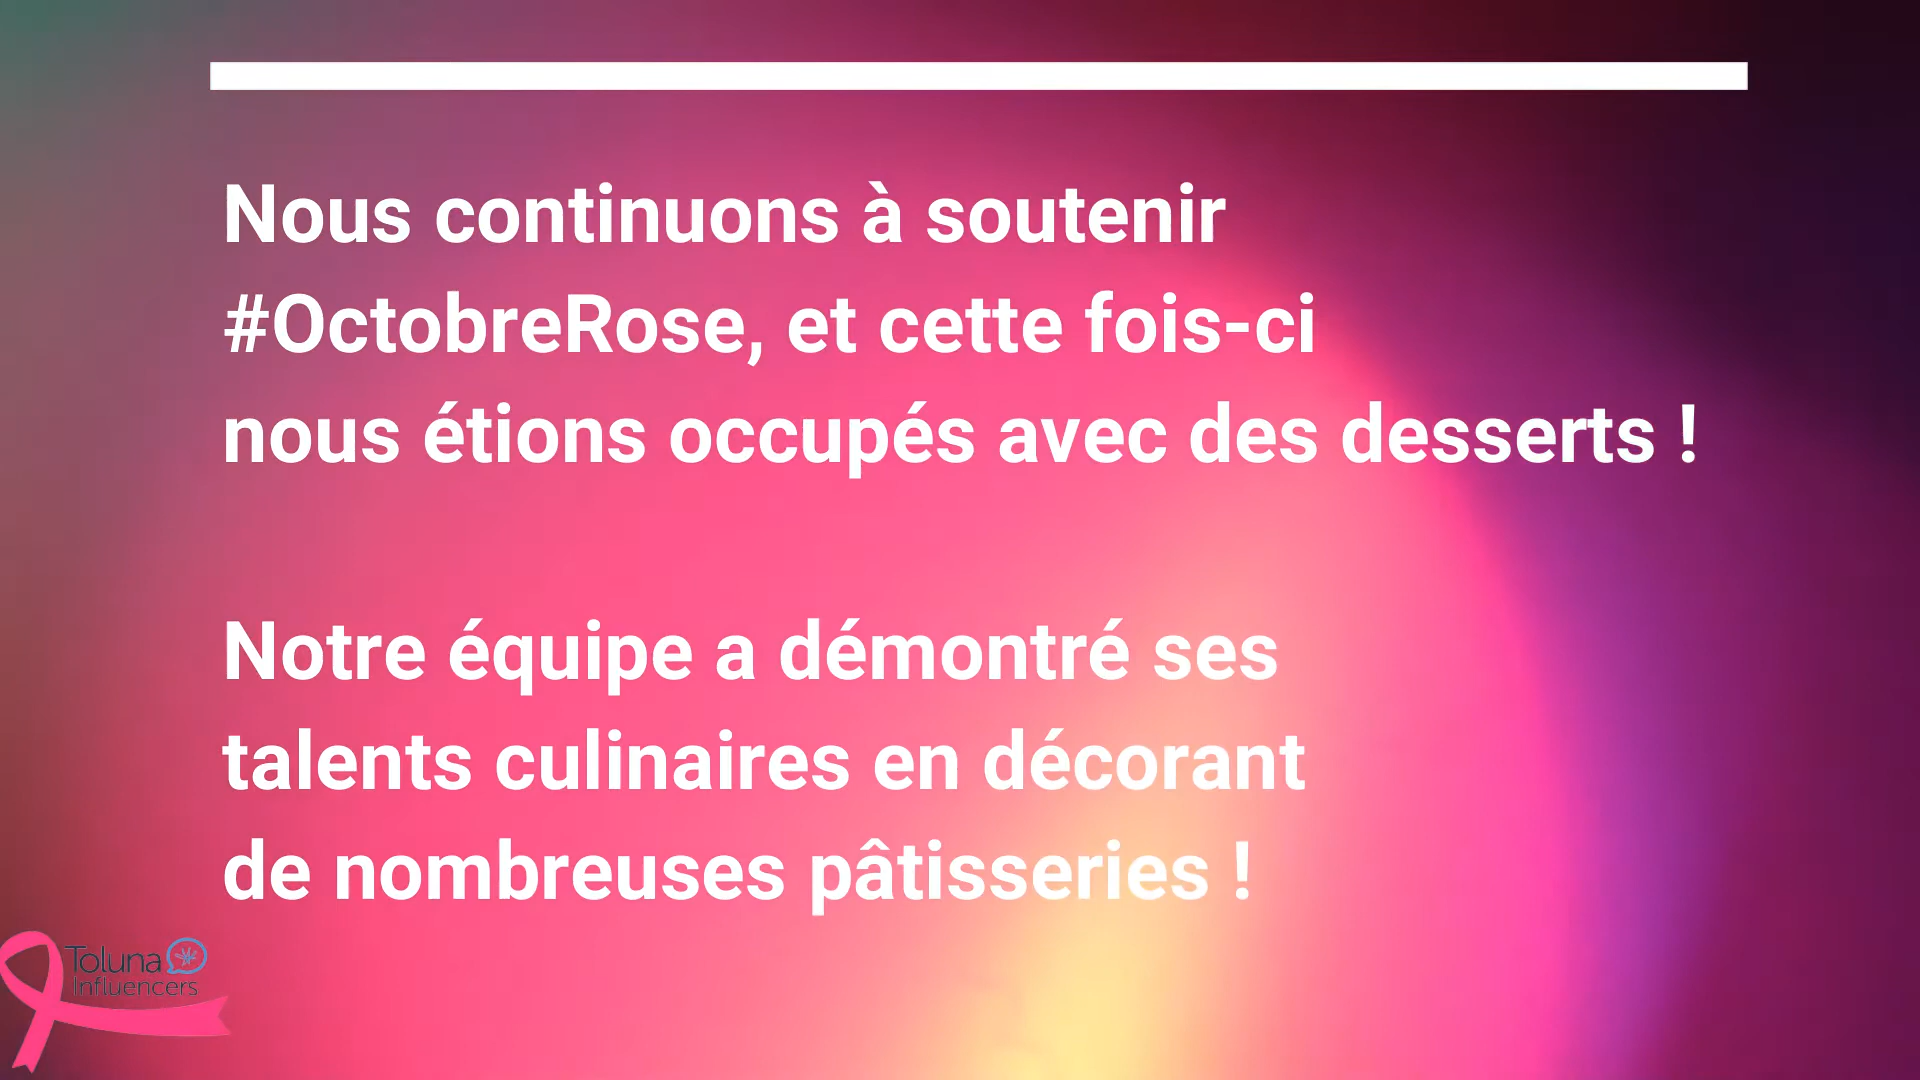 Nous continuons à soutenir
#OctobreRose, et cette fois-ci
nous étions occupés avec des desserts !
Notre équipe a démontré ses
talents culinaires en décorant
de nombreuses pâtisseries !
Toluna
Influencers